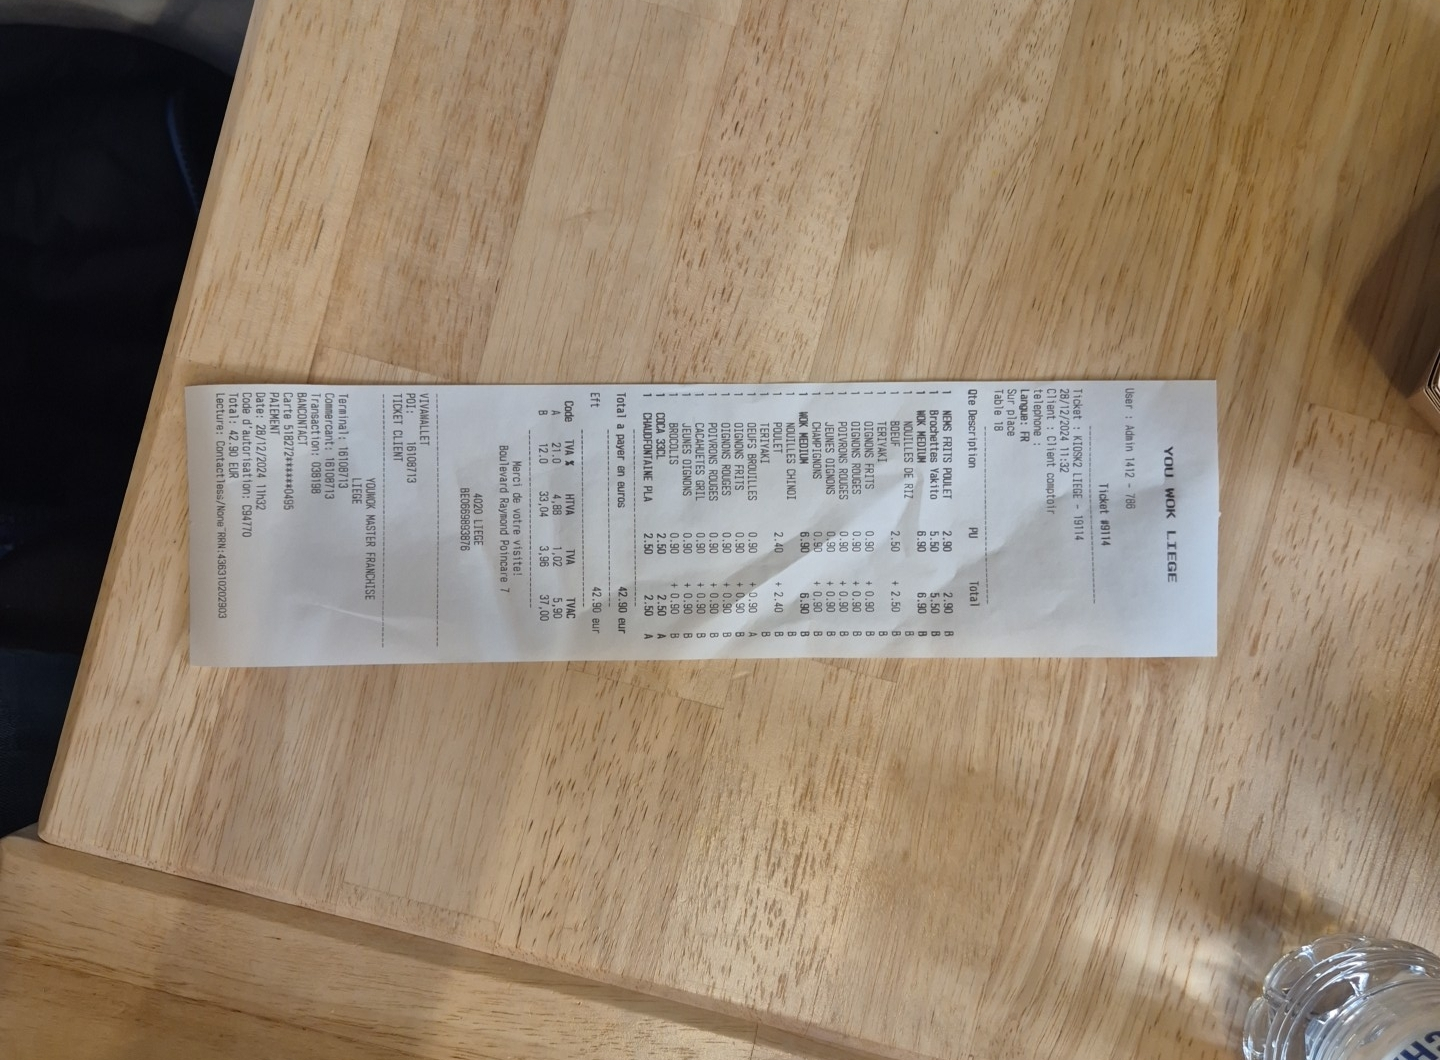 YOU WOK LIEGE
User : Admin 1412 - 786
Ticket #9114
Ticket - KIOSK2 LIEGE - 19114
28/12/2024 11:32
Client : Client comptoir
telephone :
Langue: FR
Sur place
Table 18
Qte Description PU Total
1 NEMS FRITS POULET 2.90 2.90 B
1 Brochettes Yakito 5.50 5.50 B
1 WOK MEDIUM 6.90 6.90 B
1 NOUILLES DE RIZ B
1 BOEUF 2.50 + 2.50 B
1 TERIYAKI B
1 OIGNONS FRITS 0.90 + 0.90 B
1 OIGNONS ROUGES 0.90 + 0.90 B
1 POIVRONS ROUGES 0.90 + 0.90 B
1 JEUNES OIGNONS 0.90 + 0.90 B
1 CHAMPIGNONS 0.90 + 0.90 B
1 WOK MEDIUM 6.90 6.90 B
1 NOUILLES CHINOI B
1 POULET 2.40 + 2.40 B
1 TERIYAKI B
1 OEUFS BROUILLES 0.90 + 0.90 A
1 OIGNONS FRITS 0.90 + 0.90 B
1 OIGNONS ROUGES 0.90 + 0.90 B
1 POIVRONS ROUGES 0.90 + 0.90 B
1 CACAHUETES GRIL 0.90 + 0.90 B
1 JEUNES OIGNONS 0.90 + 0.90 B
1 BROCOLIS 0.90 + 0.90 B
1 COCA 33CL 2.50 2.50 A
1 CHAUDFONTAINE PLA 2.50 2.50 A
Total a payer en euros 42.90 eur
Eft 42.90 eur
Code TVA % HTVA TVA TVAC
A 21.0 4,88 1,02 5,90
B 12.0 33,04 3,96 37,00
Merci de votre visite!
Boulevard Raymond Poincare 7
4020 LIEGE
BE0669893876
VIVAWALLET
POI: 16108713
TICKET CLIENT
YOUWOK MASTER FRANCHISE
LIEGE
Terminal: 16108713
Commercant: 16108713
Transaction: 038198
BANCONTACT
Carte 51872*******0495
PAIEMENT
Date: 28/12/2024 11h32
Code d'autorisation: C94770
Total: 42.90 EUR
Lecture: Contactless/None RRN:436310202903